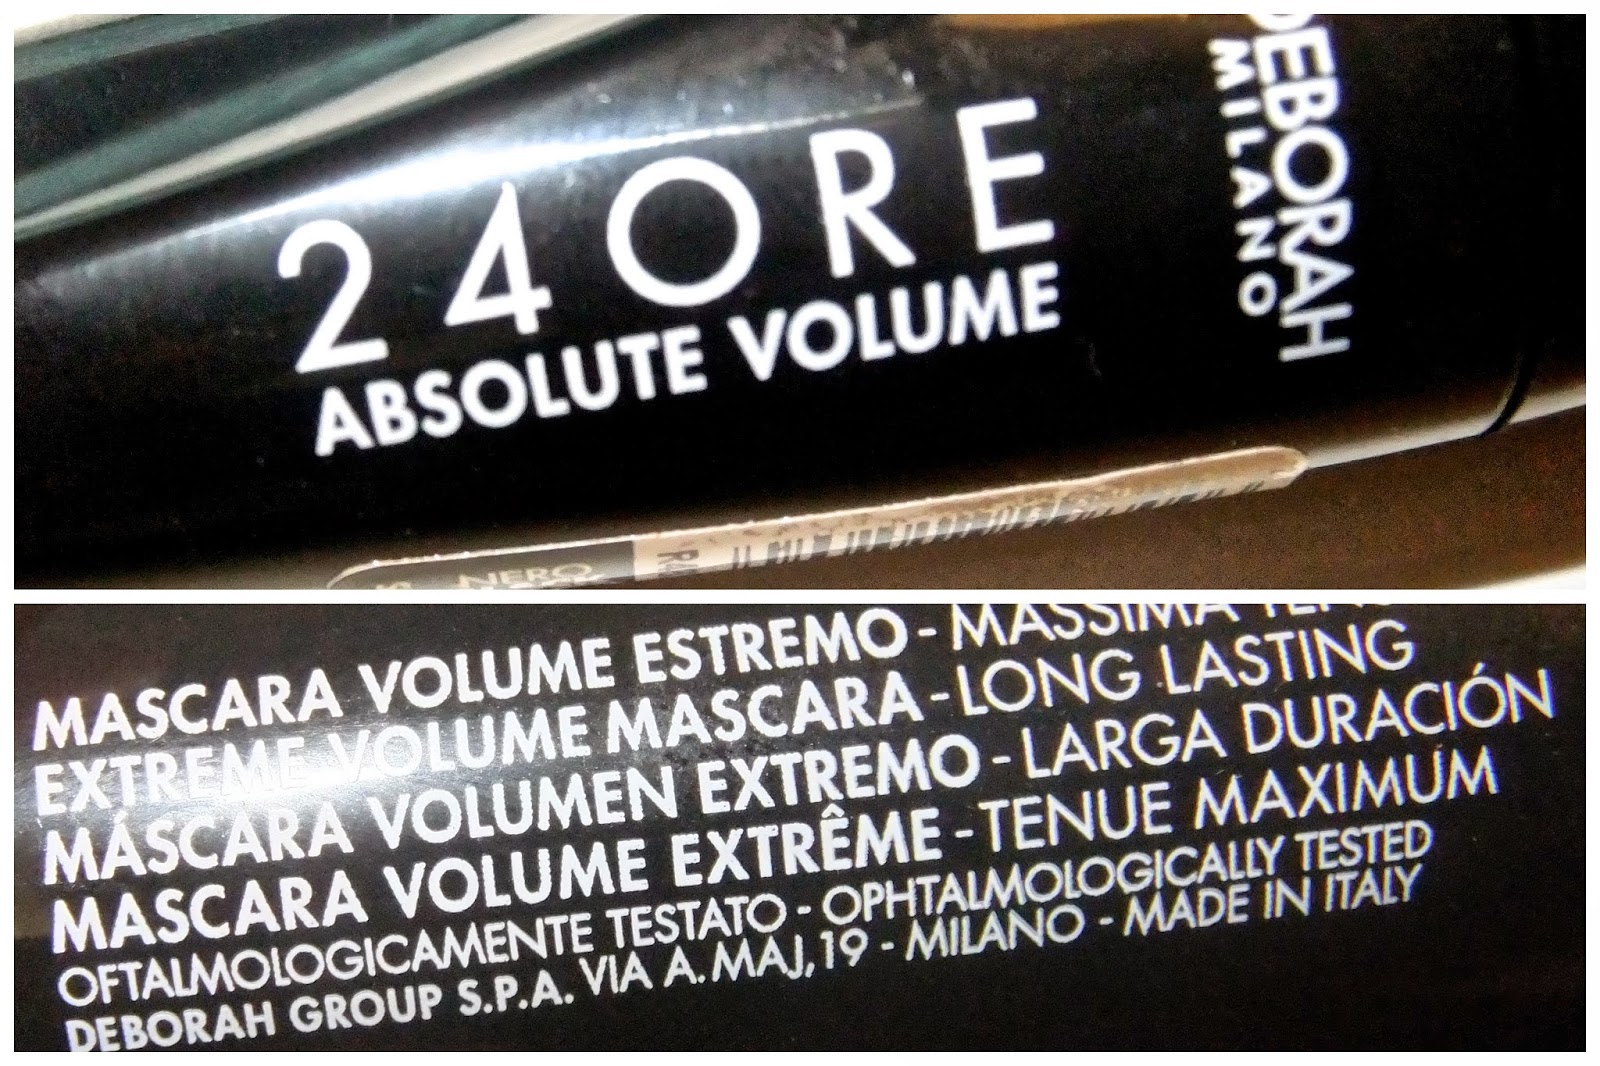 24ORE
ABSOLUTE VOLUME
DEBORAH
MILANO
NERO
MASCARA VOLUME ESTREMO - MASSIMA
EXTREME VOLUME MASCARA - LONG LASTING
MÁSCARA VOLUMEN EXTREMO - LARGA DURACIÓN
MASCARA VOLUME EXTRÊME - TENUE MAXIMUM
OFTALMOLOGICAMENTE TESTATO - OPHTALMOLOGICALLY TESTED
DEBORAH GROUP S.P.A. VIA A. MAJ, 19 - MILANO - MADE IN ITALY